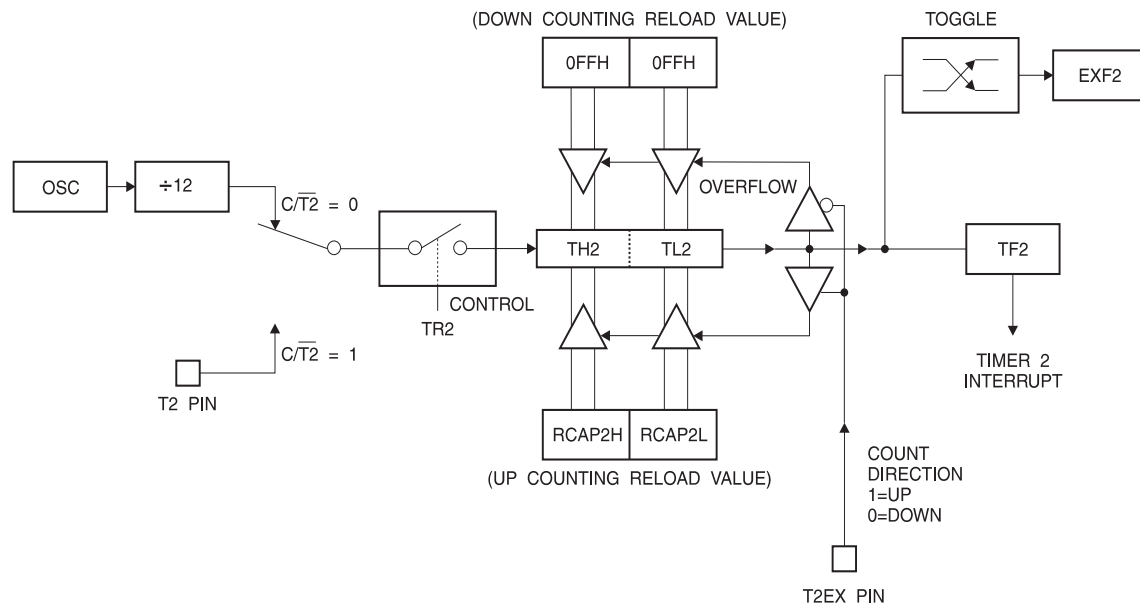 (DOWN COUNTING RELOAD VALUE)
TOGGLE
0FFH
0FFH
EXF2
OSC
÷12
OVERFLOW
C/T2̅ = 0
TH2
TL2
TF2
CONTROL
TR2
C/T2̅ = 1
TIMER 2
INTERRUPT
T2 PIN
RCAP2H
RCAP2L
(UP COUNTING RELOAD VALUE)
COUNT
DIRECTION
1=UP
0=DOWN
T2EX PIN